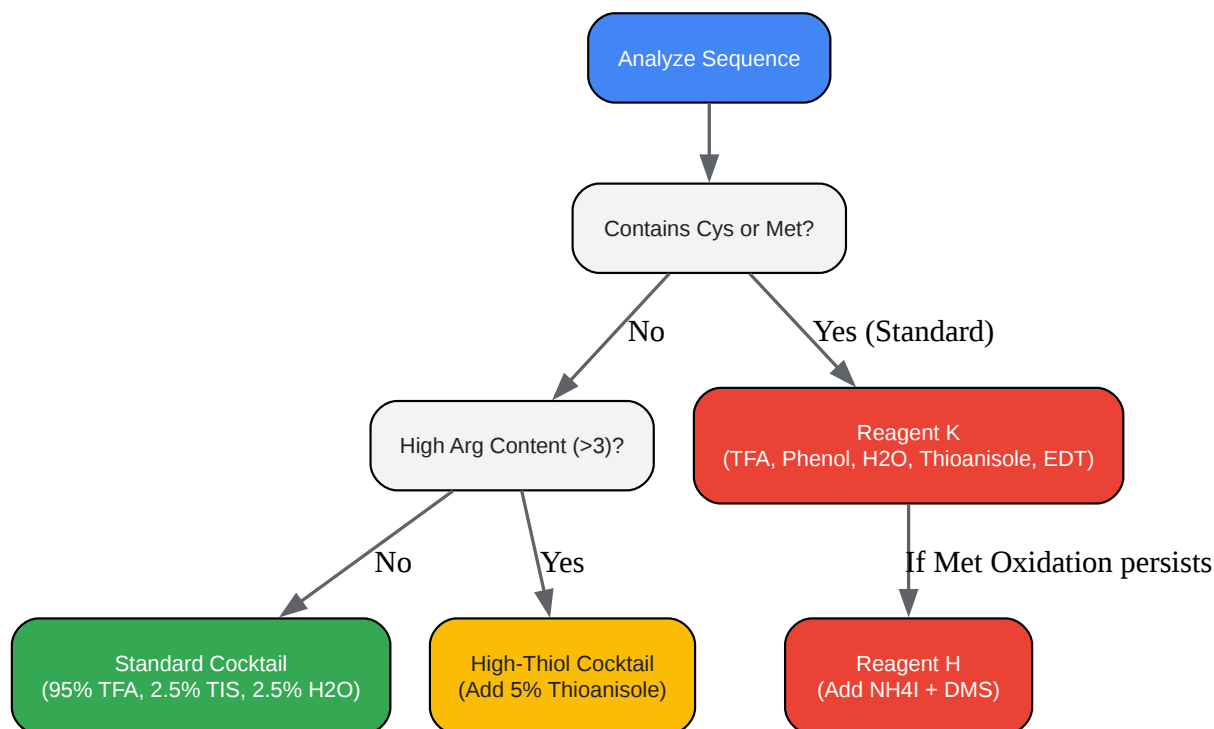 Analyze Sequence
Contains Cys or Met?
No
Yes (Standard)
High Arg Content (>3)?
Reagent K
(TFA, Phenol, H2O, Thioanisole, EDT)
No
Yes
If Met Oxidation persists
Standard Cocktail
(95% TFA, 2.5% TIS, 2.5% H2O)
High-Thiol Cocktail
(Add 5% Thioanisole)
Reagent H
(Add NH4I + DMS)